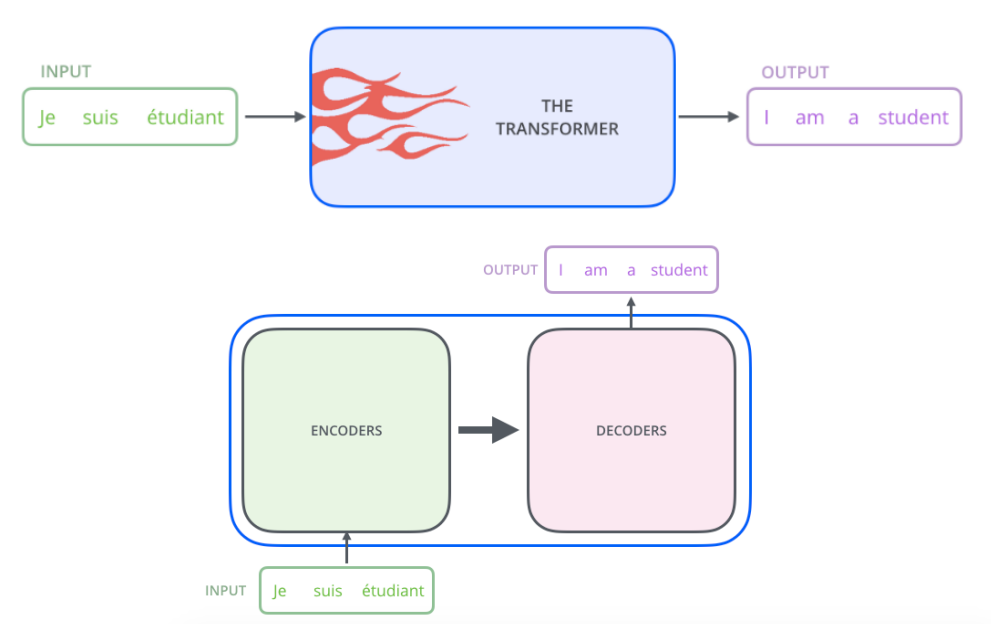 INPUT
Je suis étudiant
THE
TRANSFORMER
OUTPUT
I am a student
OUTPUT
I am a student
ENCODERS
DECODERS
INPUT
Je suis étudiant